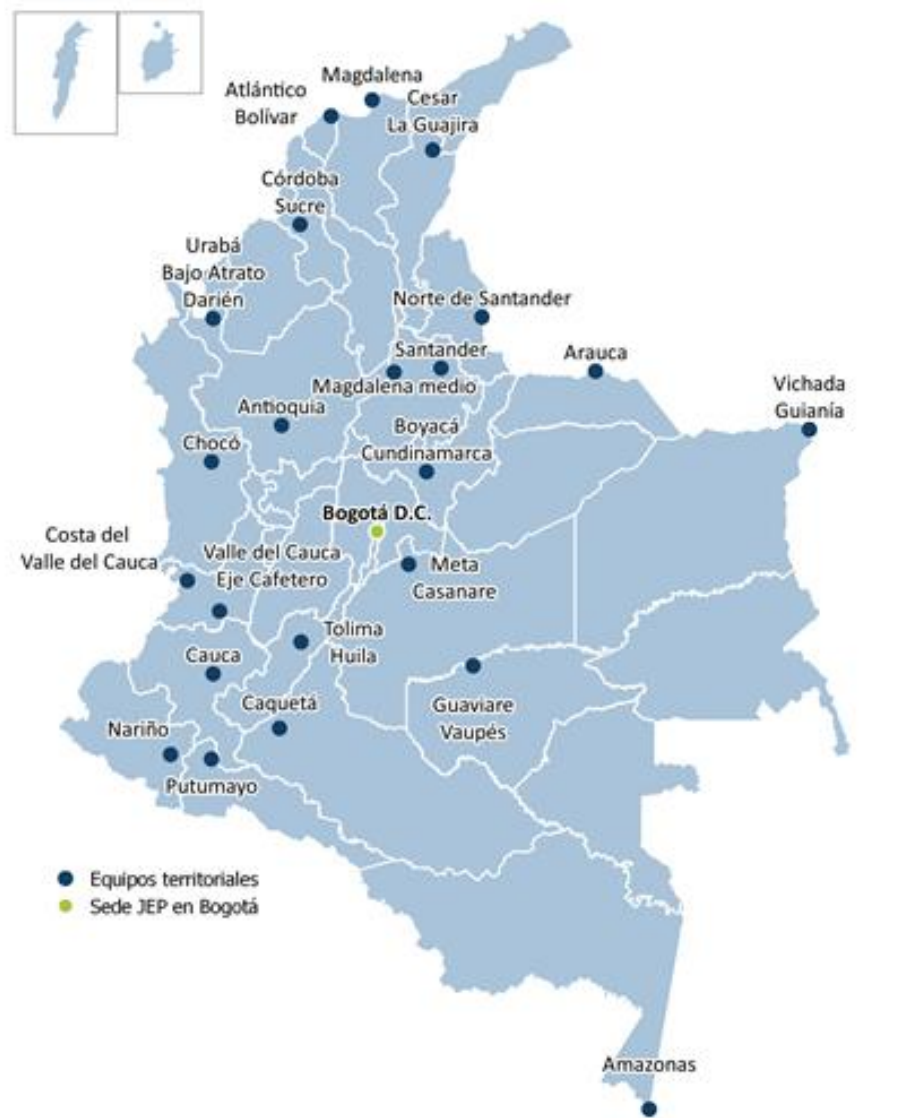 Magdalena
Atlántico
Bolívar
Cesar
La Guajira
Córdoba
Sucre
Urabá
Bajo Atrato
Darién
Norte de Santander
Santander
Magdalena medio
Arauca
Vichada
Guianía
Antioquia
Chocó
Boyacá
Cundinamarca
Bogotá D.C.
Costa del
Valle del Cauca
Valle del Cauca
Eje Cafetero
Meta
Casanare
Tolima
Huila
Cauca
Caquetá
Guaviare
Vaupés
Nariño
Putumayo
Equipos territoriales
Sede JEP en Bogotá
Amazonas